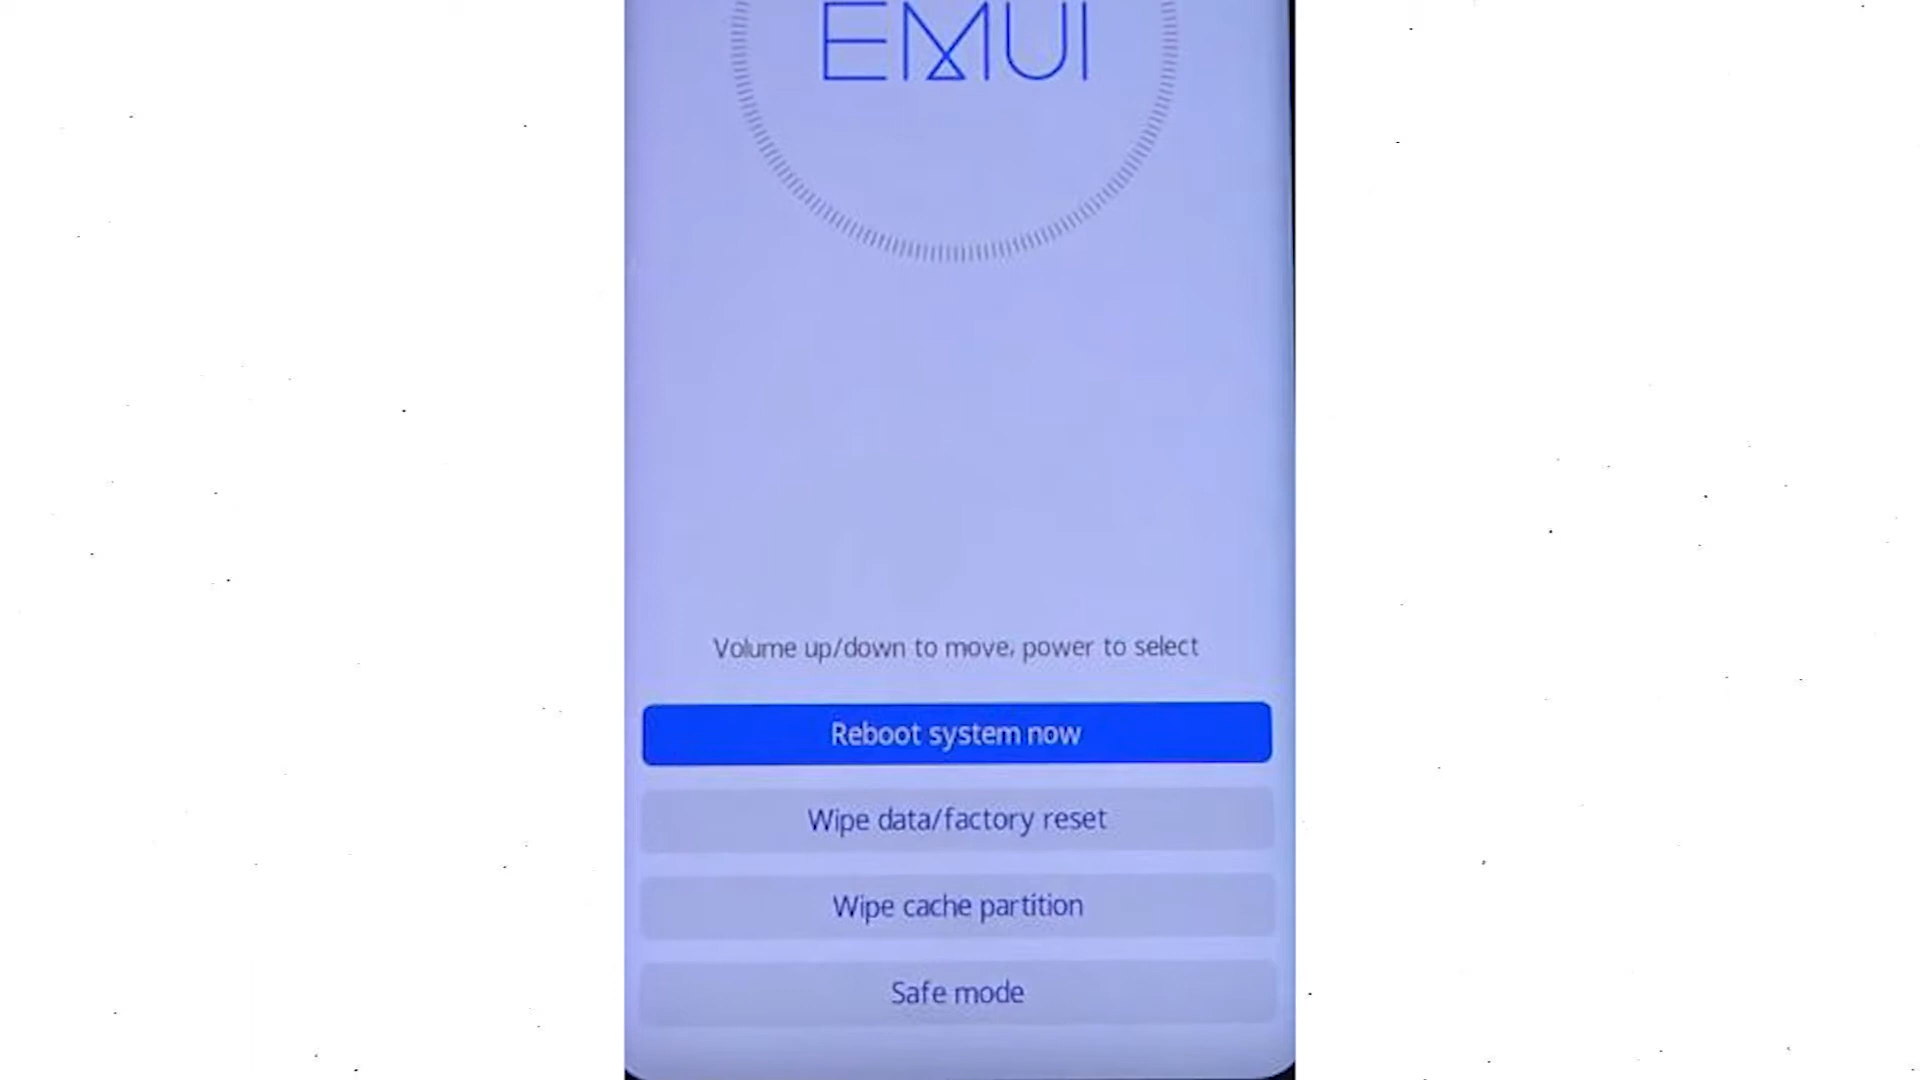 EMUI
Volume up/down to move, power to select
Reboot system now
Wipe data/factory reset
Wipe cache partition
Safe mode